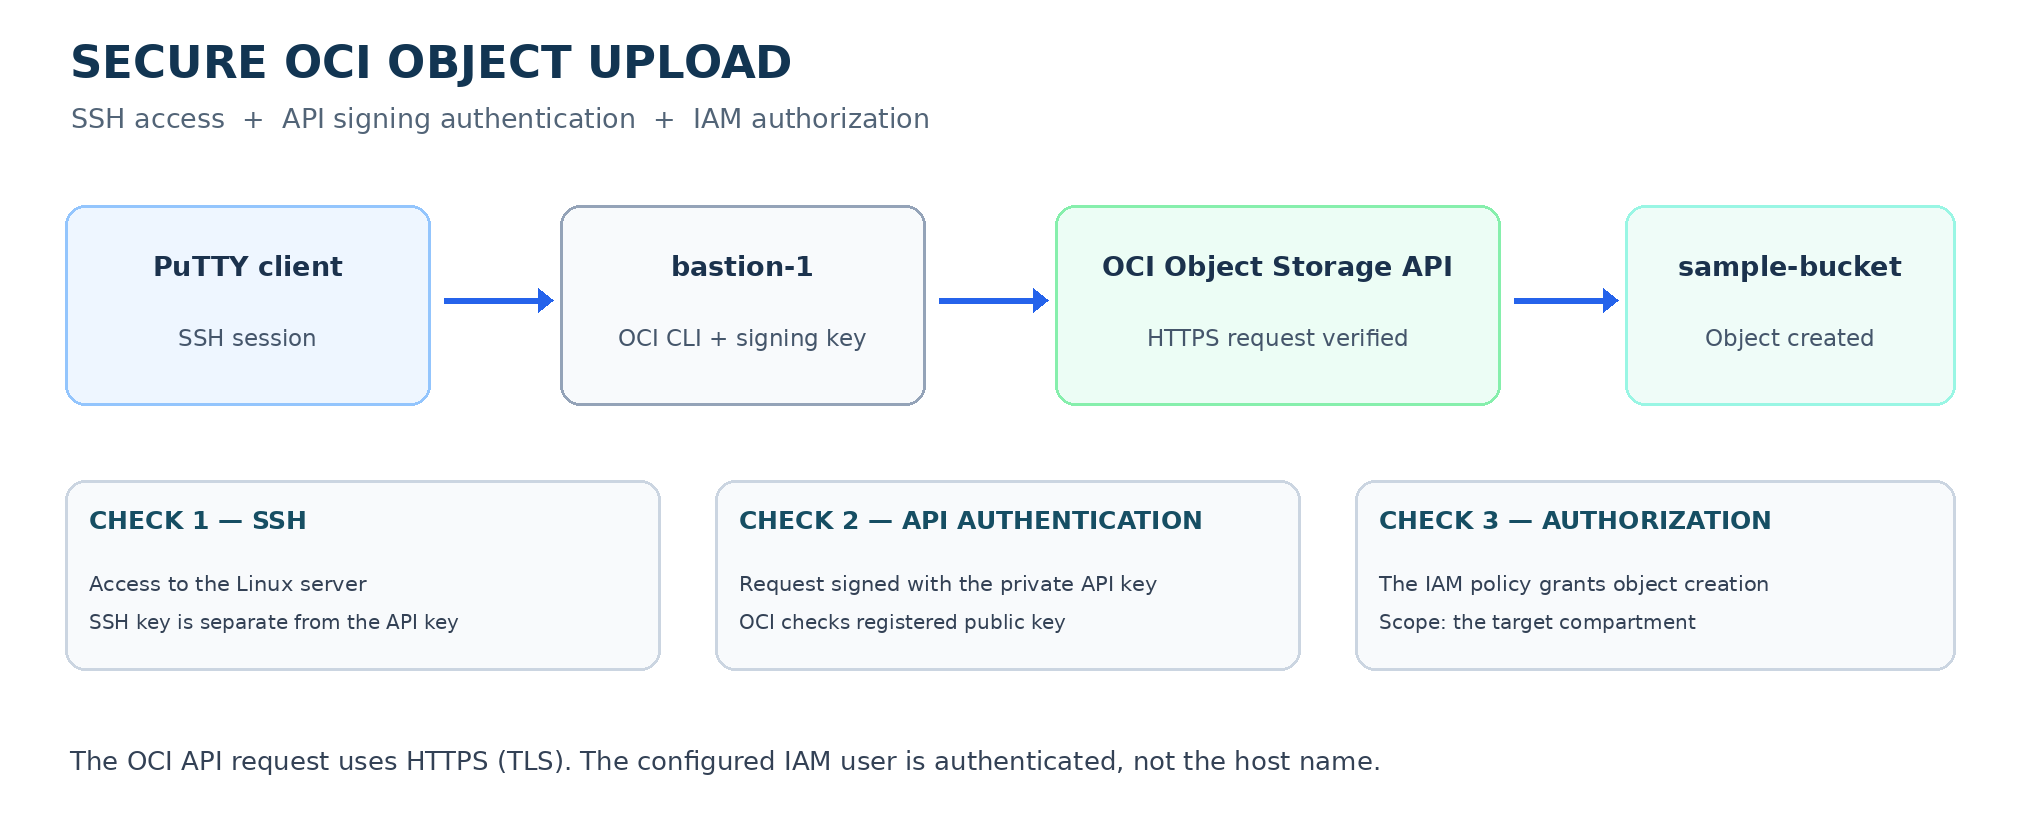 SECURE OCI OBJECT UPLOAD
SSH access + API signing authentication + IAM authorization
PuTTY client
SSH session
bastion-1
OCI CLI + signing key
OCI Object Storage API
HTTPS request verified
sample-bucket
Object created
CHECK 1 — SSH
Access to the Linux server
SSH key is separate from the API key
CHECK 2 — API AUTHENTICATION
Request signed with the private API key
OCI checks registered public key
CHECK 3 — AUTHORIZATION
The IAM policy grants object creation
Scope: the target compartment
The OCI API request uses HTTPS (TLS). The configured IAM user is authenticated, not the host name.